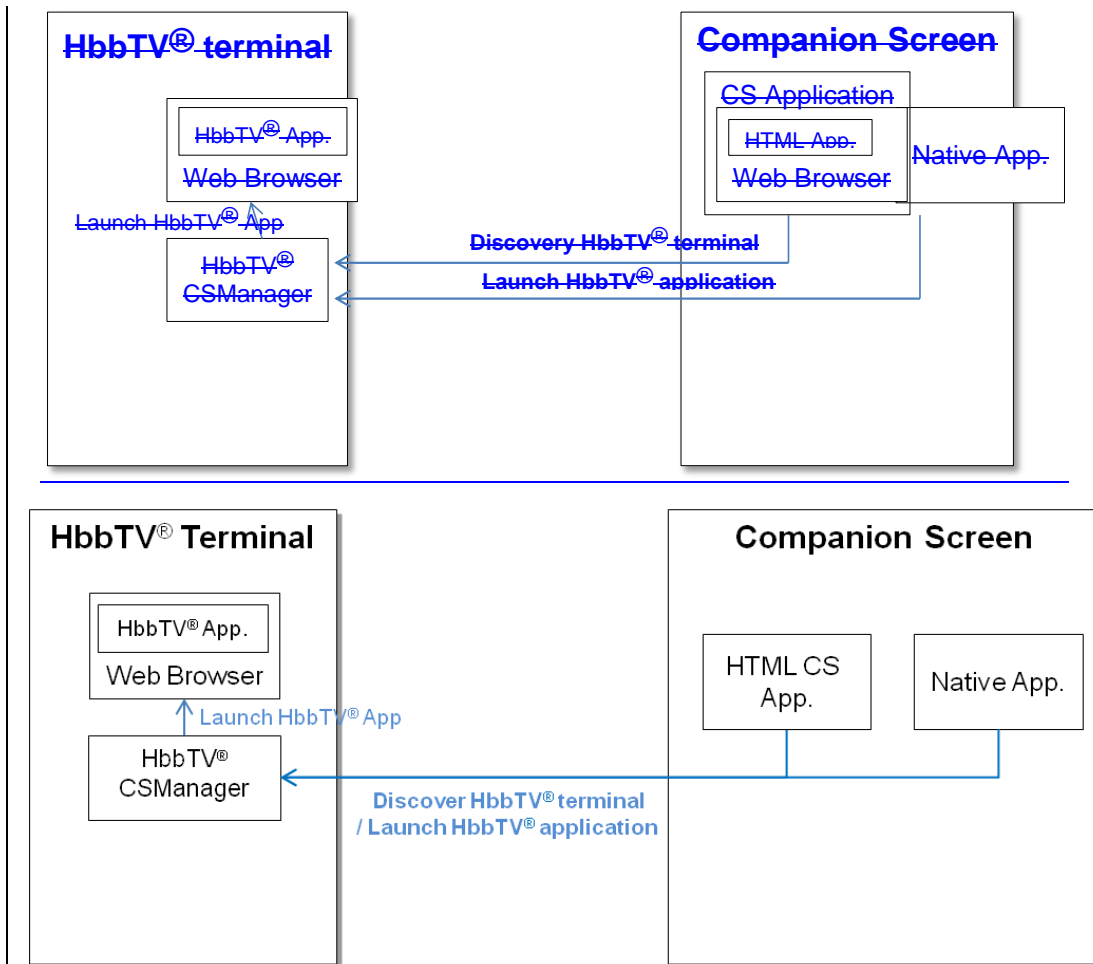 HbbTV® terminal
Companion Screen
CS Application
HbbTV® App.
HTML App.
Native App.
Web Browser
Web Browser
Launch HbbTV® App
Discovery HbbTV® terminal
HbbTV®
CSManager
Launch HbbTV® application
HbbTV® Terminal
Companion Screen
HbbTV® App.
Web Browser
HTML CS
App.
Native App.
Launch HbbTV® App
HbbTV®
CSManager
Discover HbbTV® terminal
/ Launch HbbTV® application